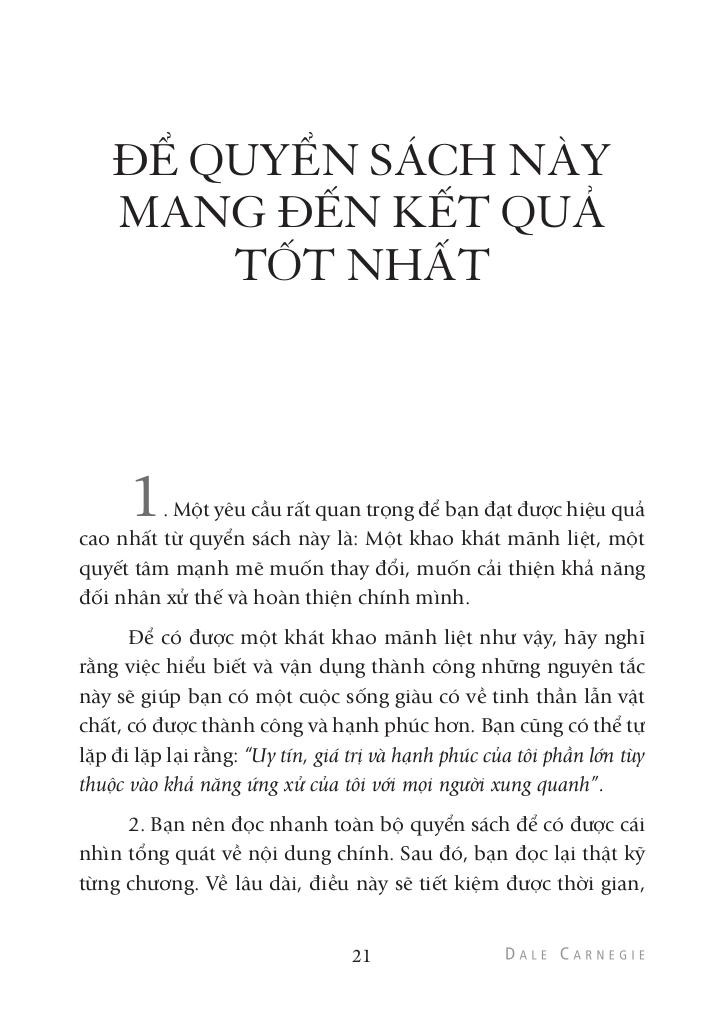 ĐỂ QUYỂN SÁCH NÀY
MANG ĐẾN KẾT QUẢ
TỐT NHẤT
1. Một yêu cầu rất quan trọng để bạn đạt được hiệu quả
cao nhất từ quyển sách này là: Một khao khát mãnh liệt, một
quyết tâm mạnh mẽ muốn thay đổi, muốn cải thiện khả năng
đối nhân xử thế và hoàn thiện chính mình.
Để có được một khát khao mãnh liệt như vậy, hãy nghĩ
rằng việc hiểu biết và vận dụng thành công những nguyên tắc
này sẽ giúp bạn có một cuộc sống giàu có về tinh thần lẫn vật
chất, có được thành công và hạnh phúc hơn. Bạn cũng có thể tự
lặp đi lặp lại rằng: “Uy tín, giá trị và hạnh phúc của tôi phần lớn tùy
thuộc vào khả năng ứng xử của tôi với mọi người xung quanh”.
2. Bạn nên đọc nhanh toàn bộ quyển sách để có được cái
nhìn tổng quát về nội dung chính. Sau đó, bạn đọc lại thật kỹ
từng chương. Về lâu dài, điều này sẽ tiết kiệm được thời gian,
21 DALE CARNEGIE